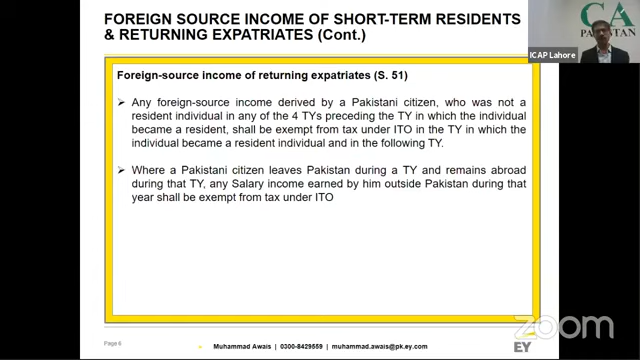 FOREIGN SOURCE INCOME OF SHORT-TERM RESIDENTS
& RETURNING EXPATRIATES (Cont.)
CA
PAKISTAN
ICAP Lahore
Foreign-source income of returning expatriates (S. 51)
➢ Any foreign-source income derived by a Pakistani citizen, who was not a
resident individual in any of the 4 TYs preceding the TY in which the individual
became a resident, shall be exempt from tax under ITO in the TY in which the
individual became a resident individual and in the following TY.
➢ Where a Pakistani citizen leaves Pakistan during a TY and remains abroad
during that TY, any Salary income earned by him outside Pakistan during that
year shall be exempt from tax under ITO
zoom
Page 6
Muhammad Awais | 0300-8429559 | muhammad.awais@pk.ey.com
EY